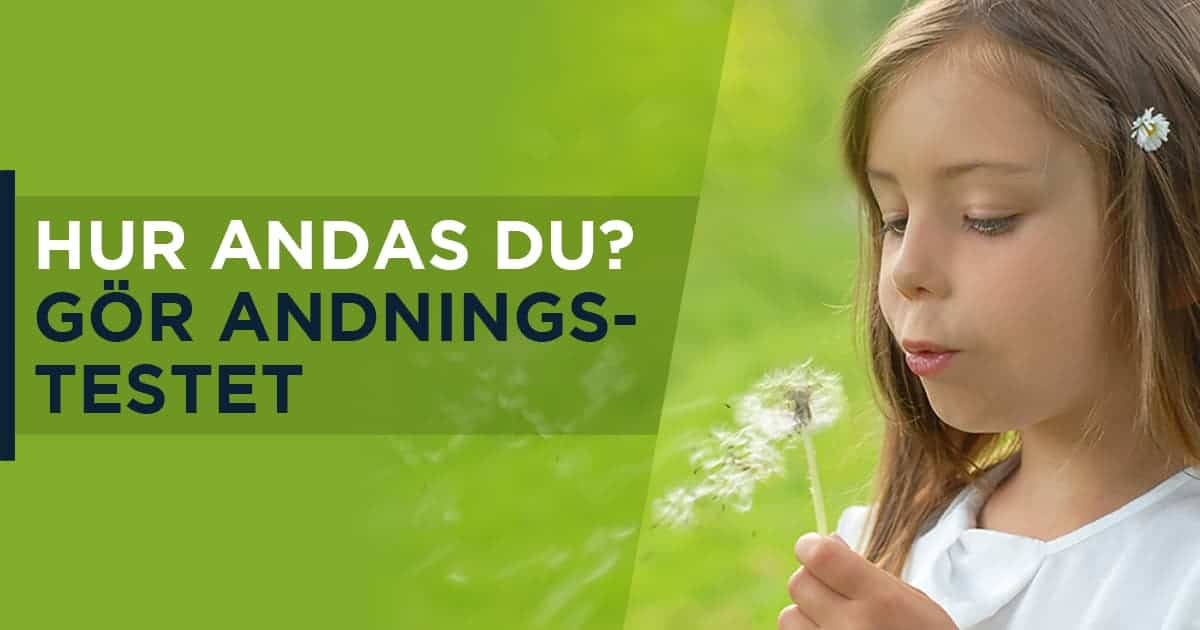 HUR ANDAS DU?
GÖR ANDNINGS-
TESTET